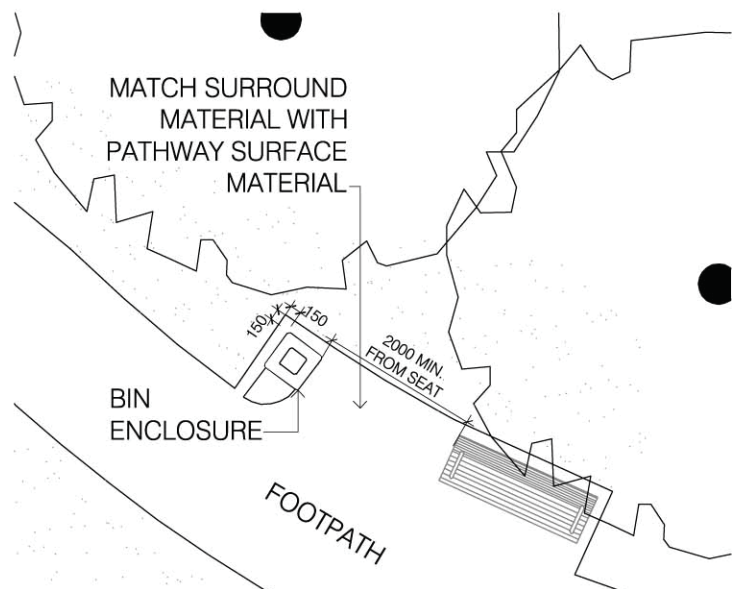 MATCH SURROUND
MATERIAL WITH
PATHWAY SURFACE
MATERIAL
150
150
2000 MIN.
FROM SEAT
BIN
ENCLOSURE
FOOTPATH